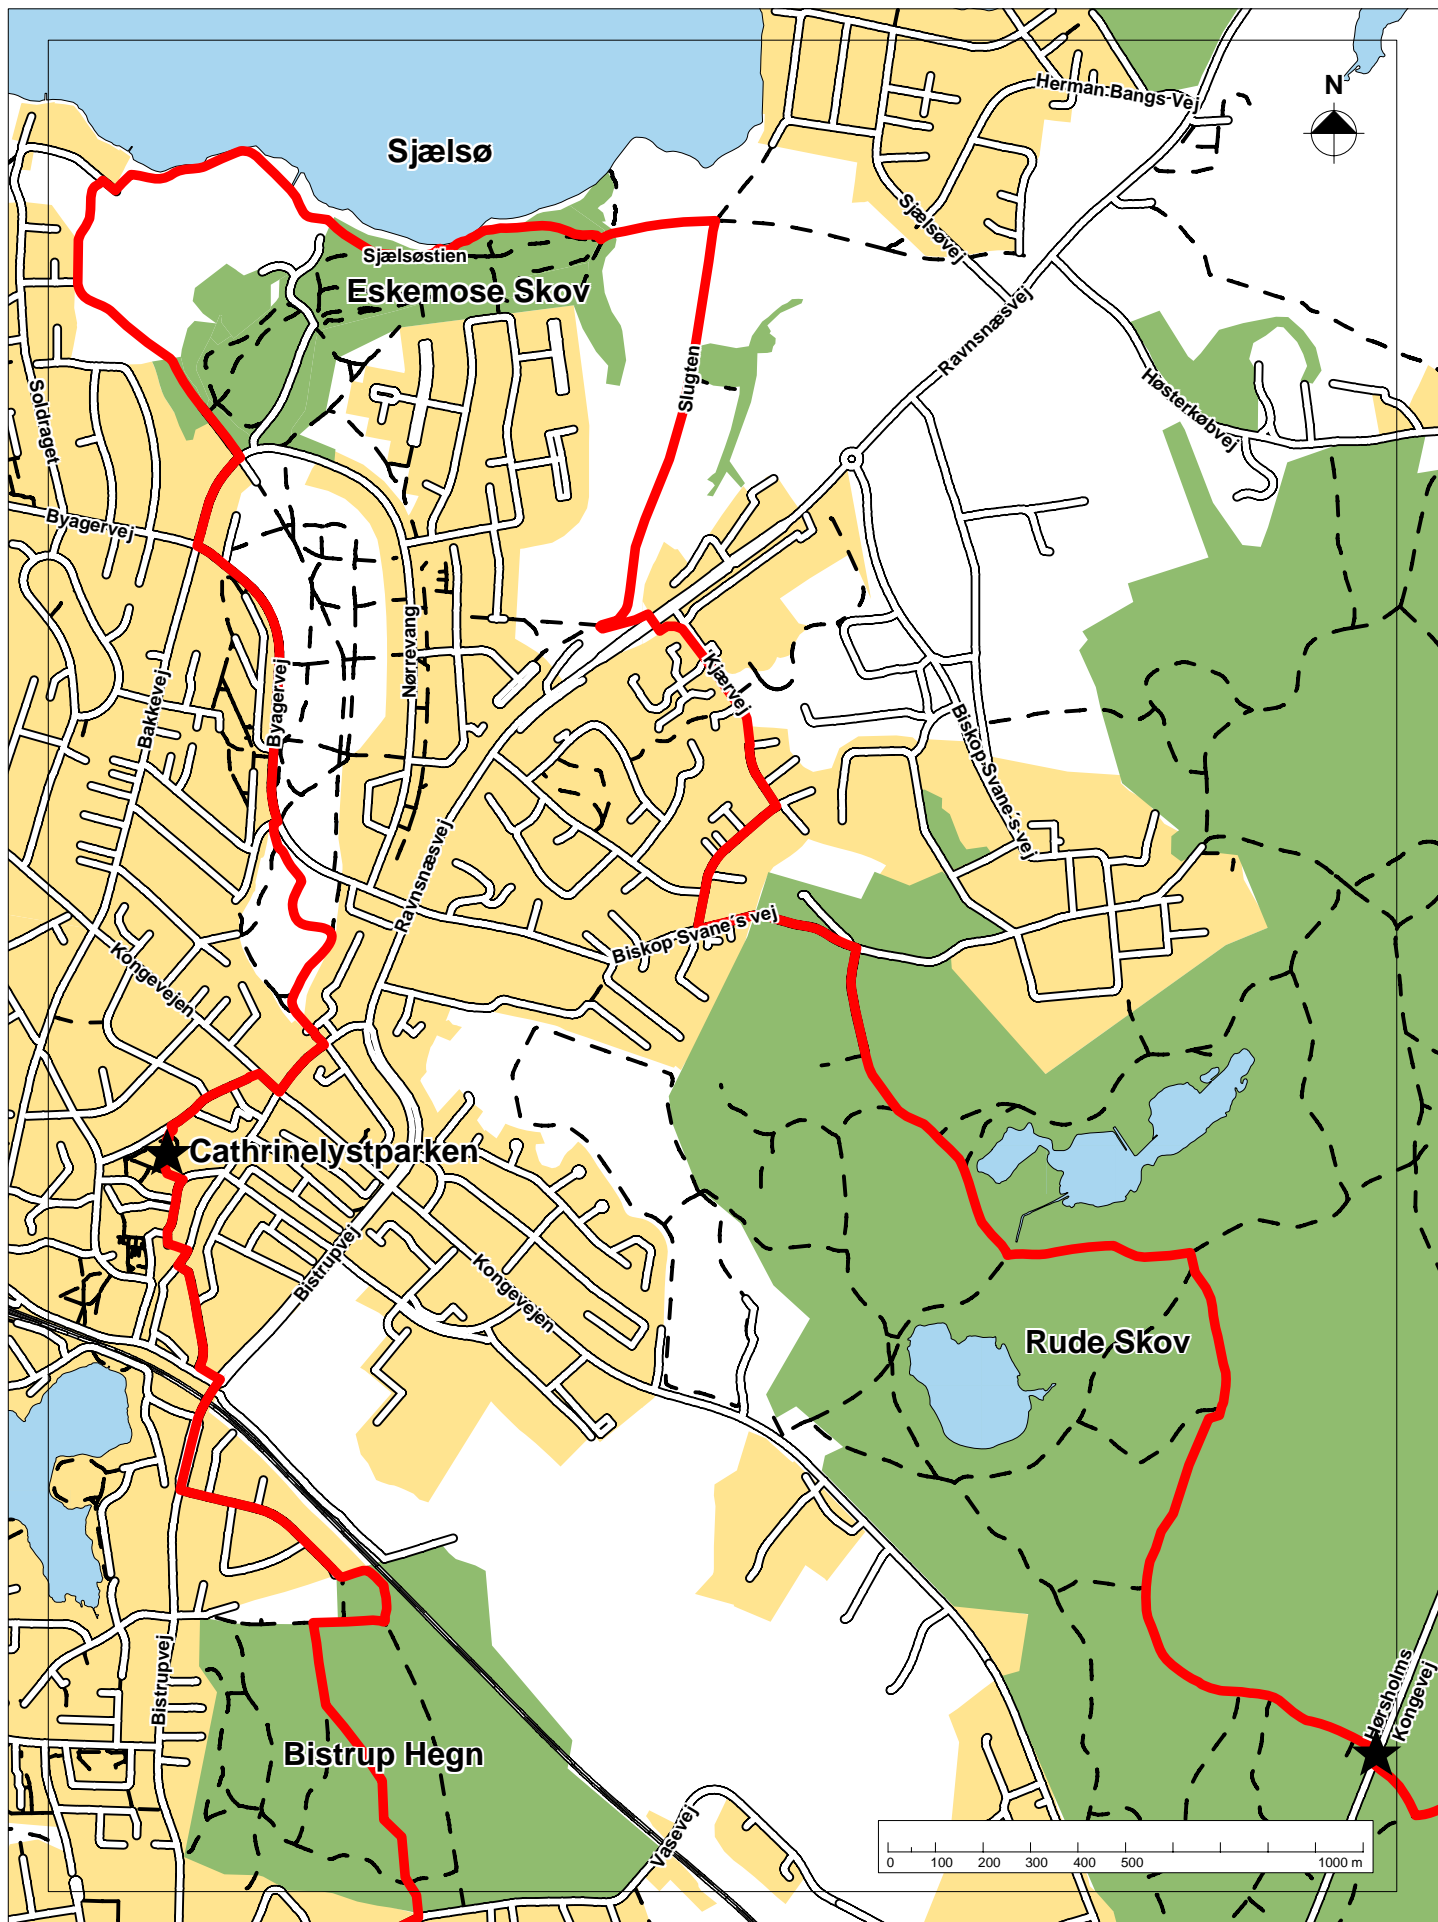 Herman Bangs Vej
N
Sjælsø
Sjælsøvej
Sjælsøstien
Eskemose Skov
Ravnsnæsvej
Slugten
Soldraget
Høsterkøbvej
Byagervej
Nørrevang
Bakkevej
Byagervej
Kjærvej
Biskop Svane´s vej
Ravnsnæsvej
Biskop Svane´s vej
Kongevejen
Cathrinelystparken
Bistrupvej
Kongevejen
Rude Skov
Bistrupvej
Hørsholms
Kongevej
Bistrup Hegn
Vasevej
0 100 200 300 400 500 1000 m